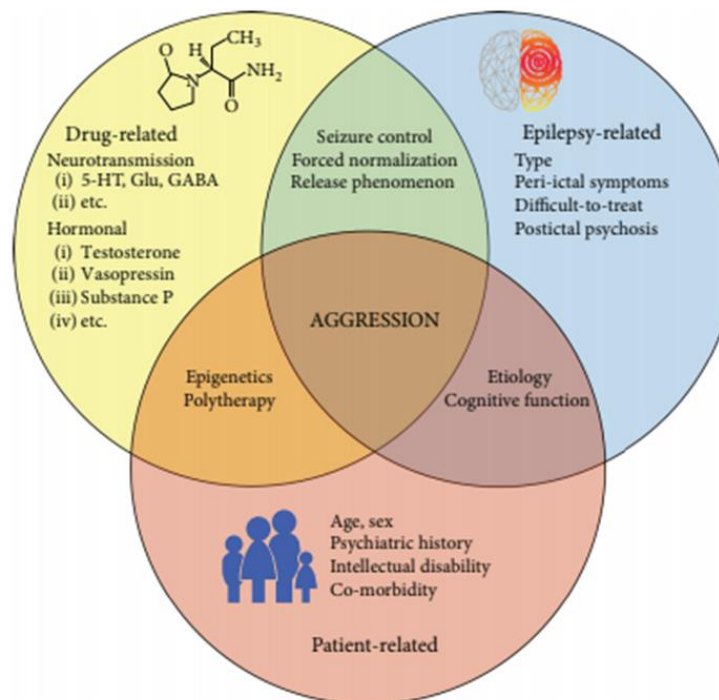 O
H
CH3
N
NH2
O
Drug-related
Neurotransmission
(i) 5-HT, Glu, GABA
(ii) etc.
Hormonal
(i) Testosterone
(ii) Vasopressin
(iii) Substance P
(iv) etc.
Seizure control
Forced normalization
Release phenomenon
Epilepsy-related
Type
Peri-ictal symptoms
Difficult-to-treat
Postictal psychosis
AGGRESSION
Epigenetics
Polytherapy
Etiology
Cognitive function
Age, sex
Psychiatric history
Intellectual disability
Co-morbidity
Patient-related